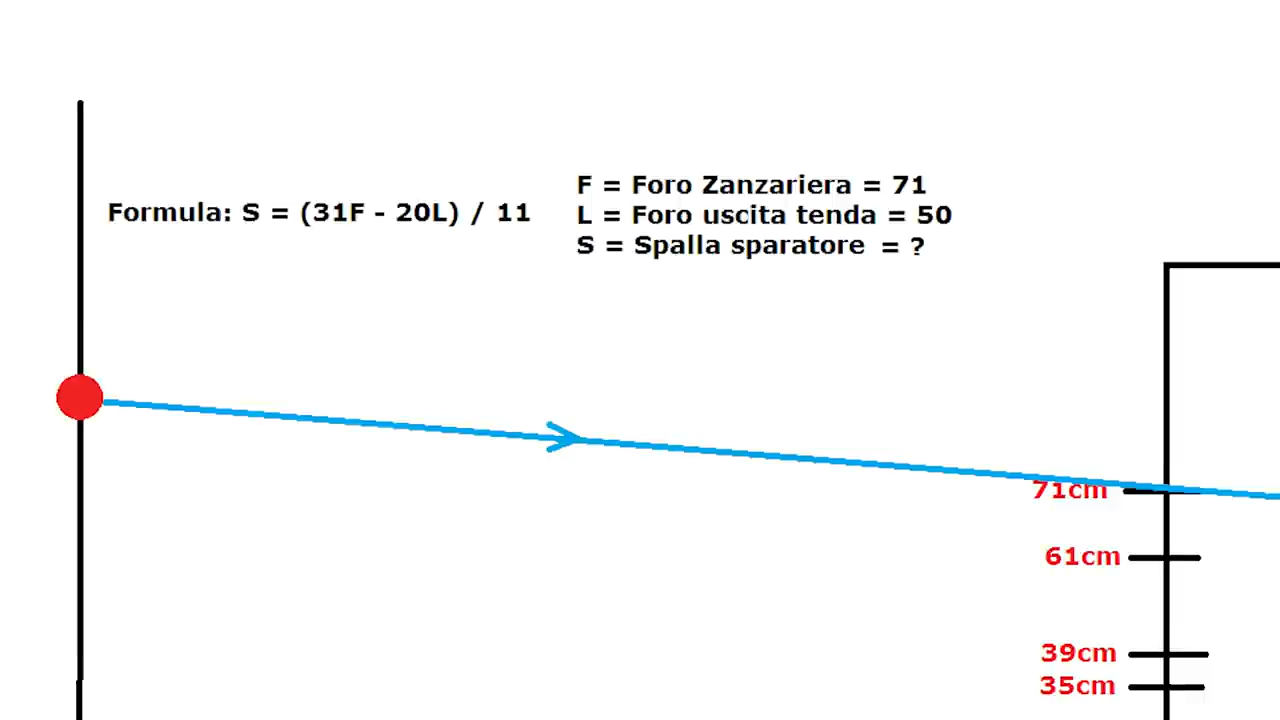 F = Foro Zanzariera = 71
Formula: S = (31F - 20L) / 11
L = Foro uscita tenda = 50
S = Spalla sparatore = ?
71cm
61cm
39cm
35cm